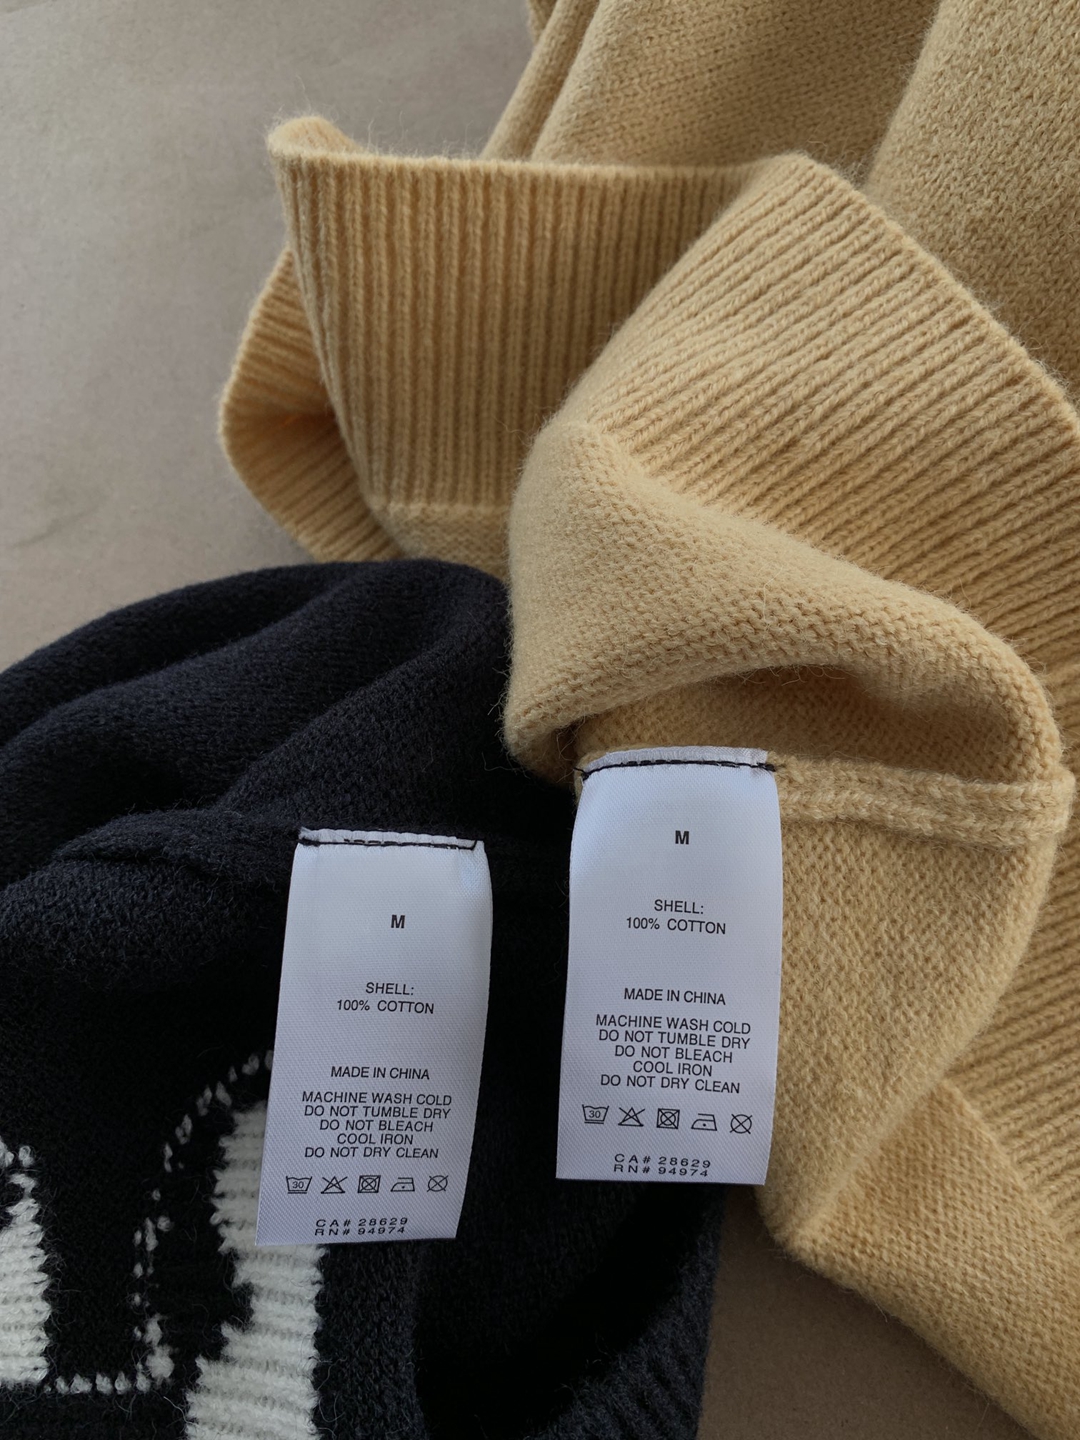 M
SHELL:
100% COTTON
MADE IN CHINA
MACHINE WASH COLD
DO NOT TUMBLE DRY
DO NOT BLEACH
COOL IRON
DO NOT DRY CLEAN
30
CA# 28629
RN# 94974
M
SHELL:
100% COTTON
MADE IN CHINA
MACHINE WASH COLD
DO NOT TUMBLE DRY
DO NOT BLEACH
COOL IRON
DO NOT DRY CLEAN
30
CA# 28629
RN# 94974